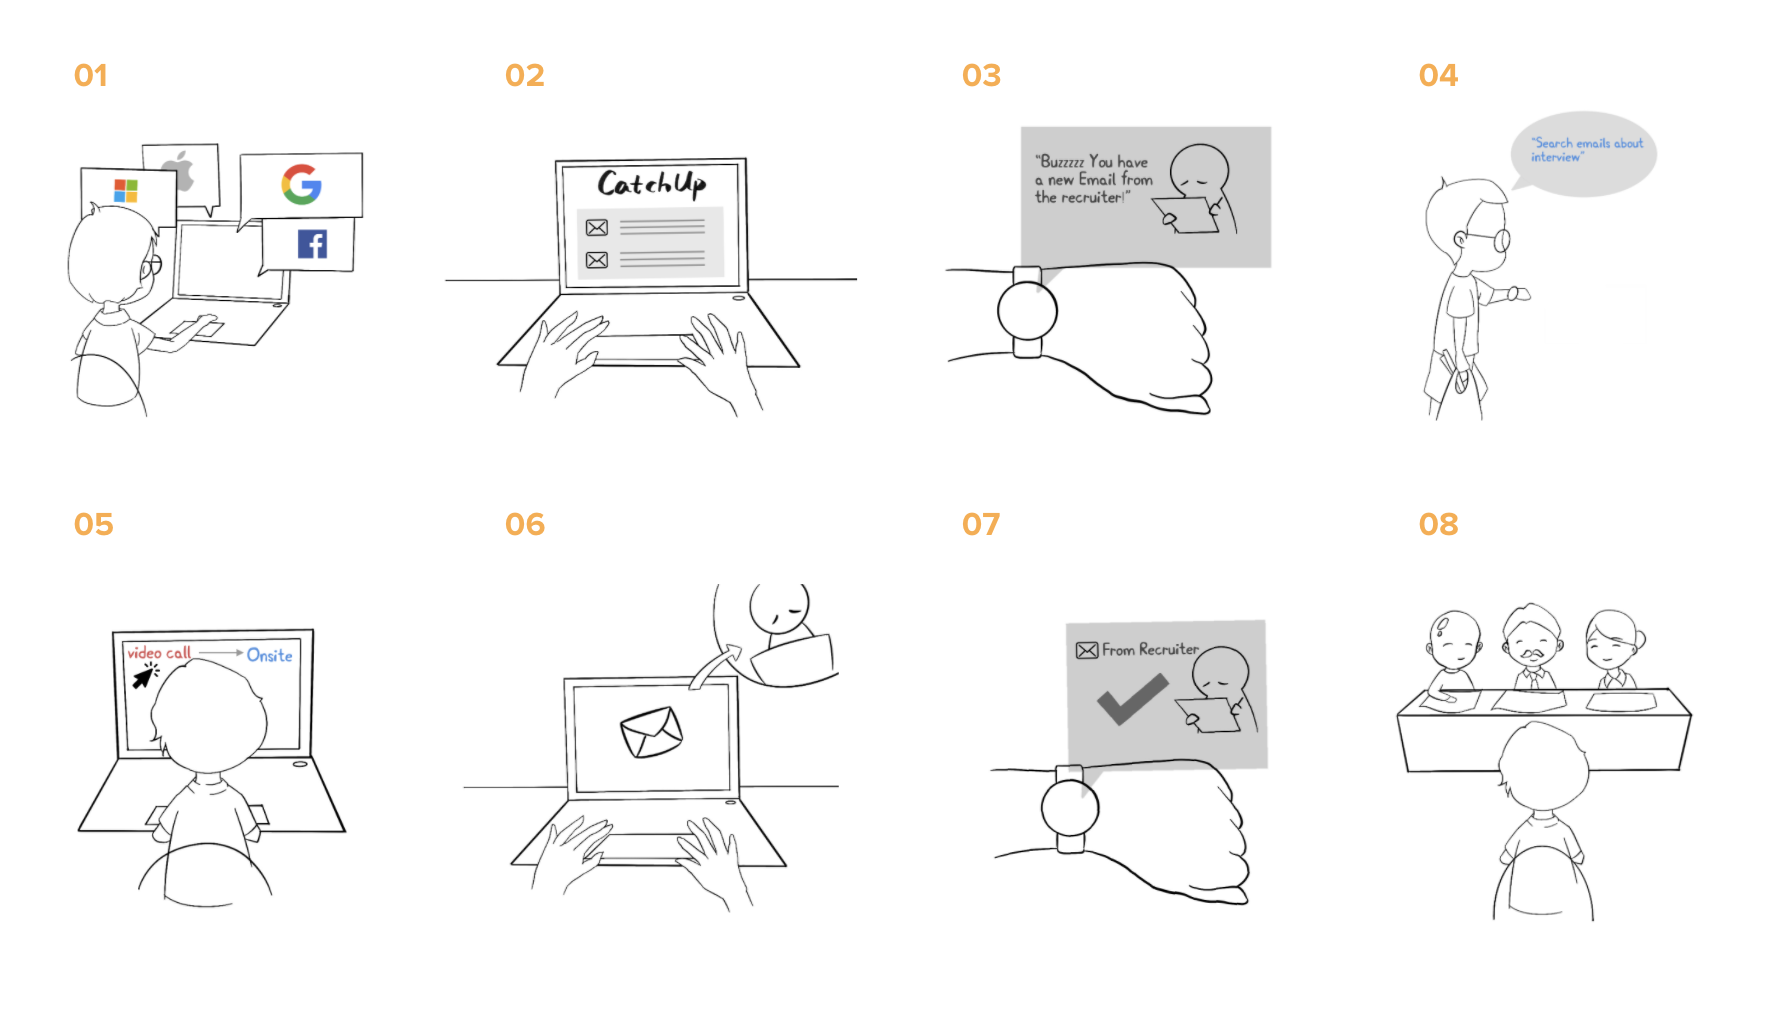 01
02
03
04
CatchUp
"Buzzzzz You have
a new Email from
the recruiter!"
"Search emails about
interview"
05
06
07
08
video call
Onsite
From Recruiter